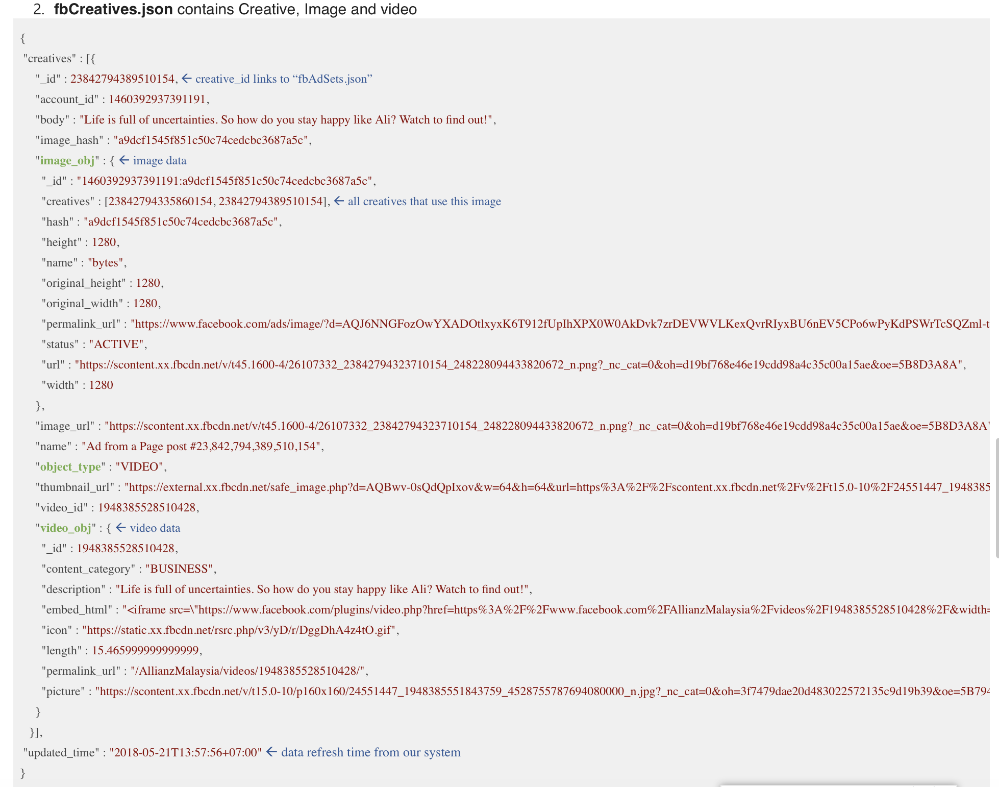 2. fbCreatives.json contains Creative, Image and video
{
"creatives" : [{
"_id" : 23842794389510154, ← creative_id links to “fbAdSets.json”
"account_id" : 1460392937391191,
"body" : "Life is full of uncertainties. So how do you stay happy like Ali? Watch to find out!",
"image_hash" : "a9dcf1545f851c50c74cedcbc3687a5c",
"image_obj" : { ← image data
"_id" : "1460392937391191:a9dcf1545f851c50c74cedcbc3687a5c",
"creatives" : [23842794335860154, 23842794389510154], ← all creatives that use this image
"hash" : "a9dcf1545f851c50c74cedcbc3687a5c",
"height" : 1280,
"name" : "bytes",
"original_height" : 1280,
"original_width" : 1280,
"permalink_url" : "https://www.facebook.com/ads/image/?d=AQJ6NNGFozOwYXADOtlxyxK6T912fUpIhXPX0W0AkDvk7zrDEVWVLKexQvrRIyxBU6nEV5CPo6wPyKdPSWrTcSQZml-t
"status" : "ACTIVE",
"url" : "https://scontent.xx.fbcdn.net/v/t45.1600-4/26107332_23842794323710154_248228094433820672_n.png?_nc_cat=0&oh=d19bf768e46e19cdd98a4c35c00a15ae&oe=5B8D3A8A",
"width" : 1280
},
"image_url" : "https://scontent.xx.fbcdn.net/v/t45.1600-4/26107332_23842794323710154_248228094433820672_n.png?_nc_cat=0&oh=d19bf768e46e19cdd98a4c35c00a15ae&oe=5B8D3A8A"
"name" : "Ad from a Page post #23,842,794,389,510,154",
"object_type" : "VIDEO",
"thumbnail_url" : "https://external.xx.fbcdn.net/safe_image.php?d=AQBwv-0sQdQpIxov&w=64&h=64&url=https%3A%2F%2Fscontent.xx.fbcdn.net%2Fv%2Ft15.0-10%2F24551447_1948385
"video_id" : 1948385528510428,
"video_obj" : { ← video data
"_id" : 1948385528510428,
"content_category" : "BUSINESS",
"description" : "Life is full of uncertainties. So how do you stay happy like Ali? Watch to find out!",
"embed_html" : "<iframe src=\"https://www.facebook.com/plugins/video.php?href=https%3A%2F%2Fwww.facebook.com%2FAllianzMalaysia%2Fvideos%2F1948385528510428%2F&width=
"icon" : "https://static.xx.fbcdn.net/rsrc.php/v3/yD/r/DggDhA4z4tO.gif",
"length" : 15.465999999999999,
"permalink_url" : "/AllianzMalaysia/videos/1948385528510428/",
"picture" : "https://scontent.xx.fbcdn.net/v/t15.0-10/p160x160/24551447_1948385551843759_4528755787694080000_n.jpg?_nc_cat=0&oh=3f7479dae20d483022572135c9d19b39&oe=5B794
}
}],
"updated_time" : "2018-05-21T13:57:56+07:00" ← data refresh time from our system
}